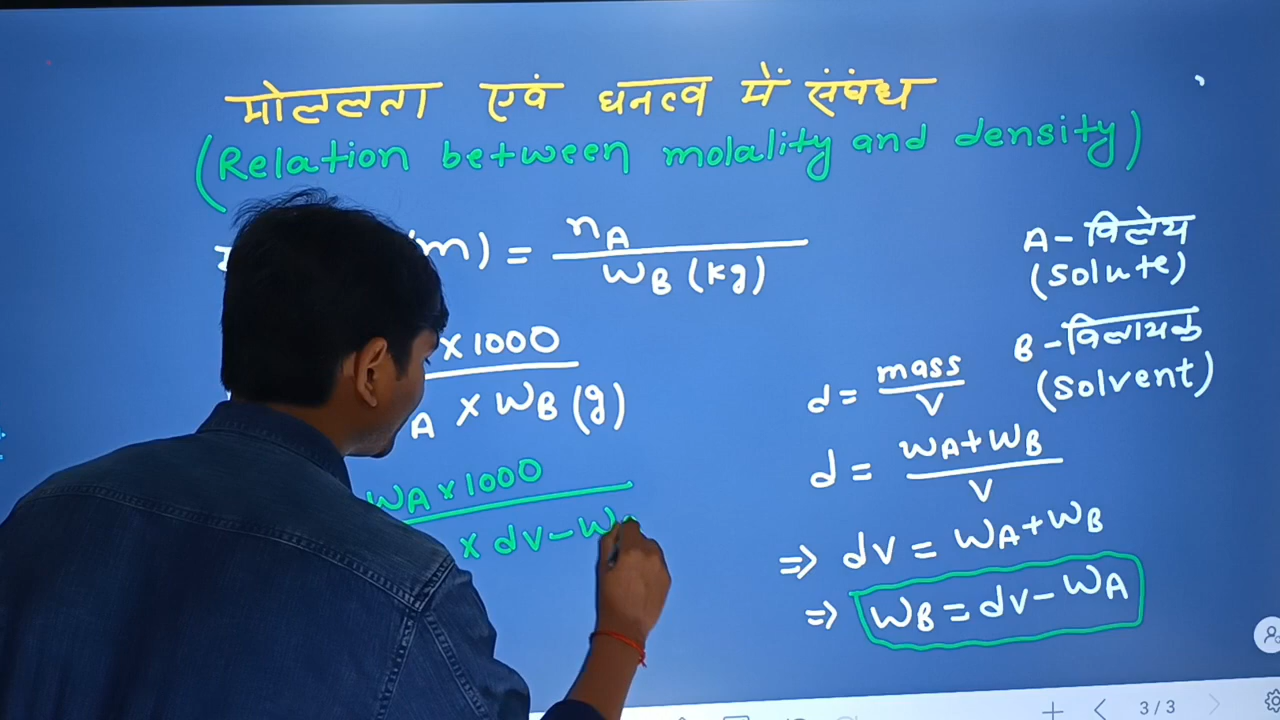 मोललता एवं घनत्व में संबंध
(Relation between molality and density)
(m) = nA / WB (kg)
x 1000
A x WB (g)
WA x 1000
x dv - W
A - विलेय
(Solute)
B - विलायक
(Solvent)
d = mass / V
d = WA + WB / V
⇒ dv = WA + WB
⇒ WB = dv - WA
3/3